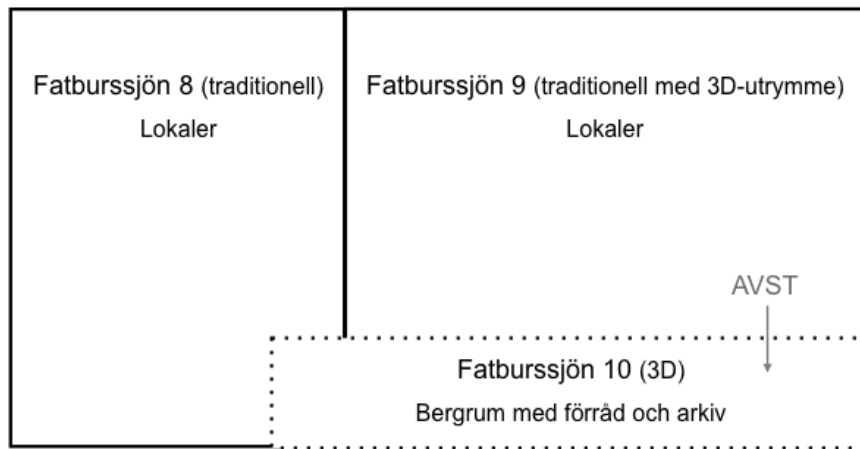 Fatburssjön 8 (traditionell)
Lokaler
Fatburssjön 9 (traditionell med 3D-utrymme)
Lokaler
AVST
Fatburssjön 10 (3D)
Bergrum med förråd och arkiv